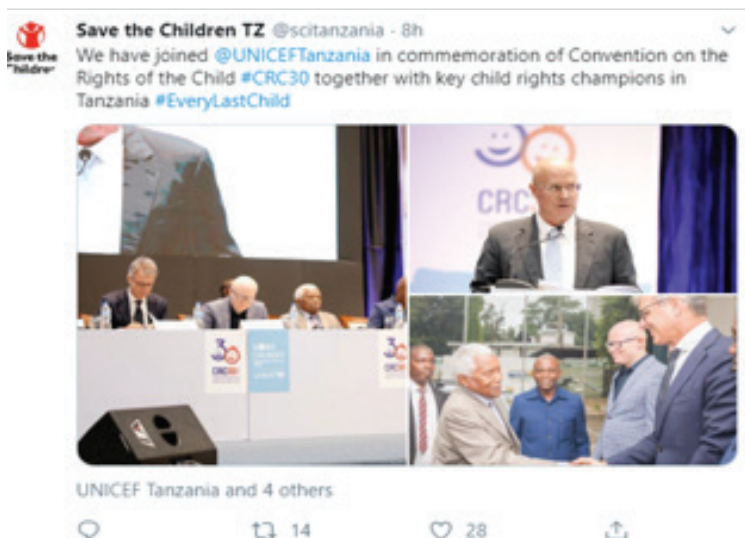 Save the Children TZ @scitanzania · 8h
Save the
Children
We have joined @UNICEFTanzania in commemoration of Convention on the
Rights of the Child #CRC30 together with key child rights champions in
Tanzania #EveryLastChild
CRC
30
CRC30
CRC30
UNICEF Tanzania and 4 others
14
28